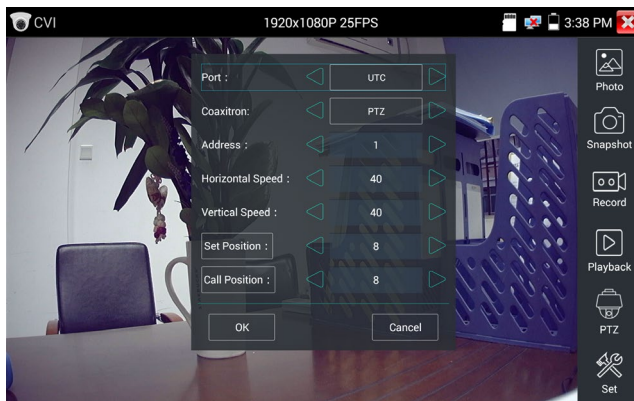 CVI
1920x1080P 25FPS
3:38 PM
Port :
UTC
Coaxitron:
PTZ
Address :
1
Horizontal Speed :
40
Vertical Speed :
40
Set Position :
8
Call Position :
8
OK
Cancel
Photo
Snapshot
Record
Playback
PTZ
Set